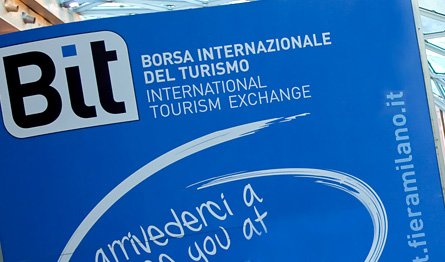 Bit
BORSA INTERNAZIONALE
DEL TURISMO
INTERNATIONAL
TOURISM EXCHANGE
arrivederci a
you at
t.fieramilano.it